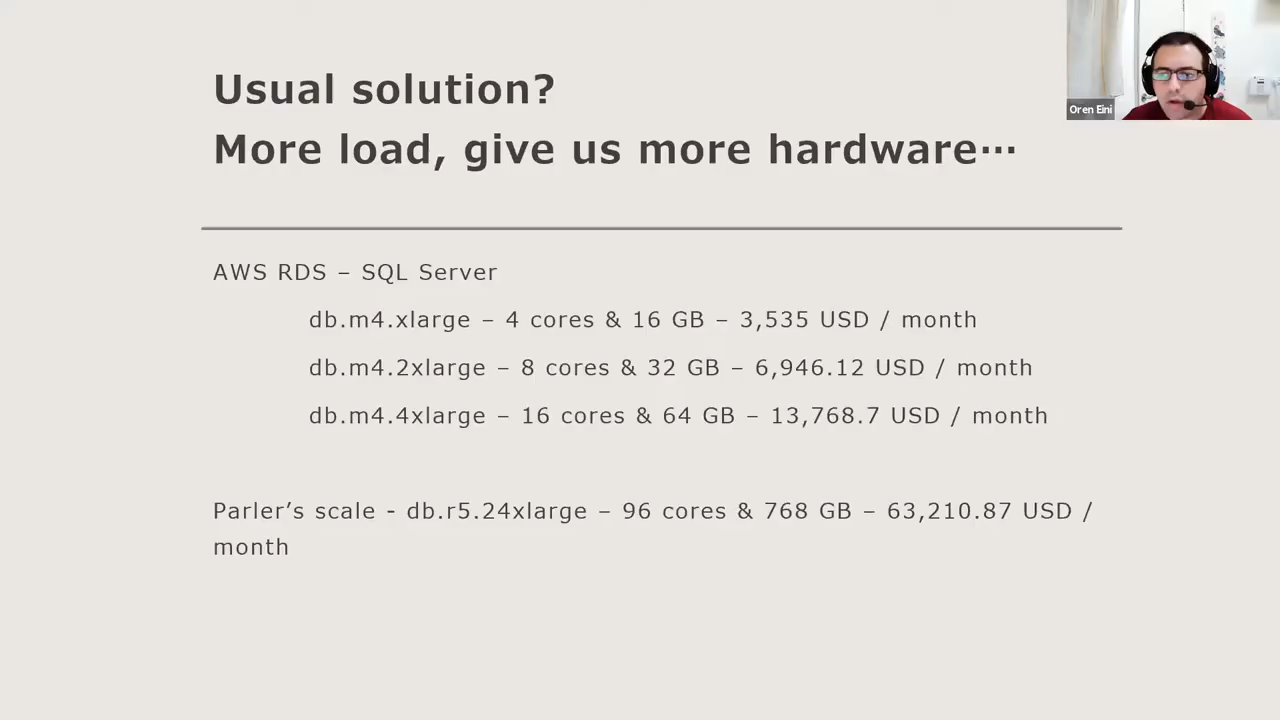 Usual solution?
More load, give us more hardware…
Oren Eini
AWS RDS – SQL Server
db.m4.xlarge – 4 cores & 16 GB – 3,535 USD / month
db.m4.2xlarge – 8 cores & 32 GB – 6,946.12 USD / month
db.m4.4xlarge – 16 cores & 64 GB – 13,768.7 USD / month
Parler’s scale - db.r5.24xlarge – 96 cores & 768 GB – 63,210.87 USD /
month